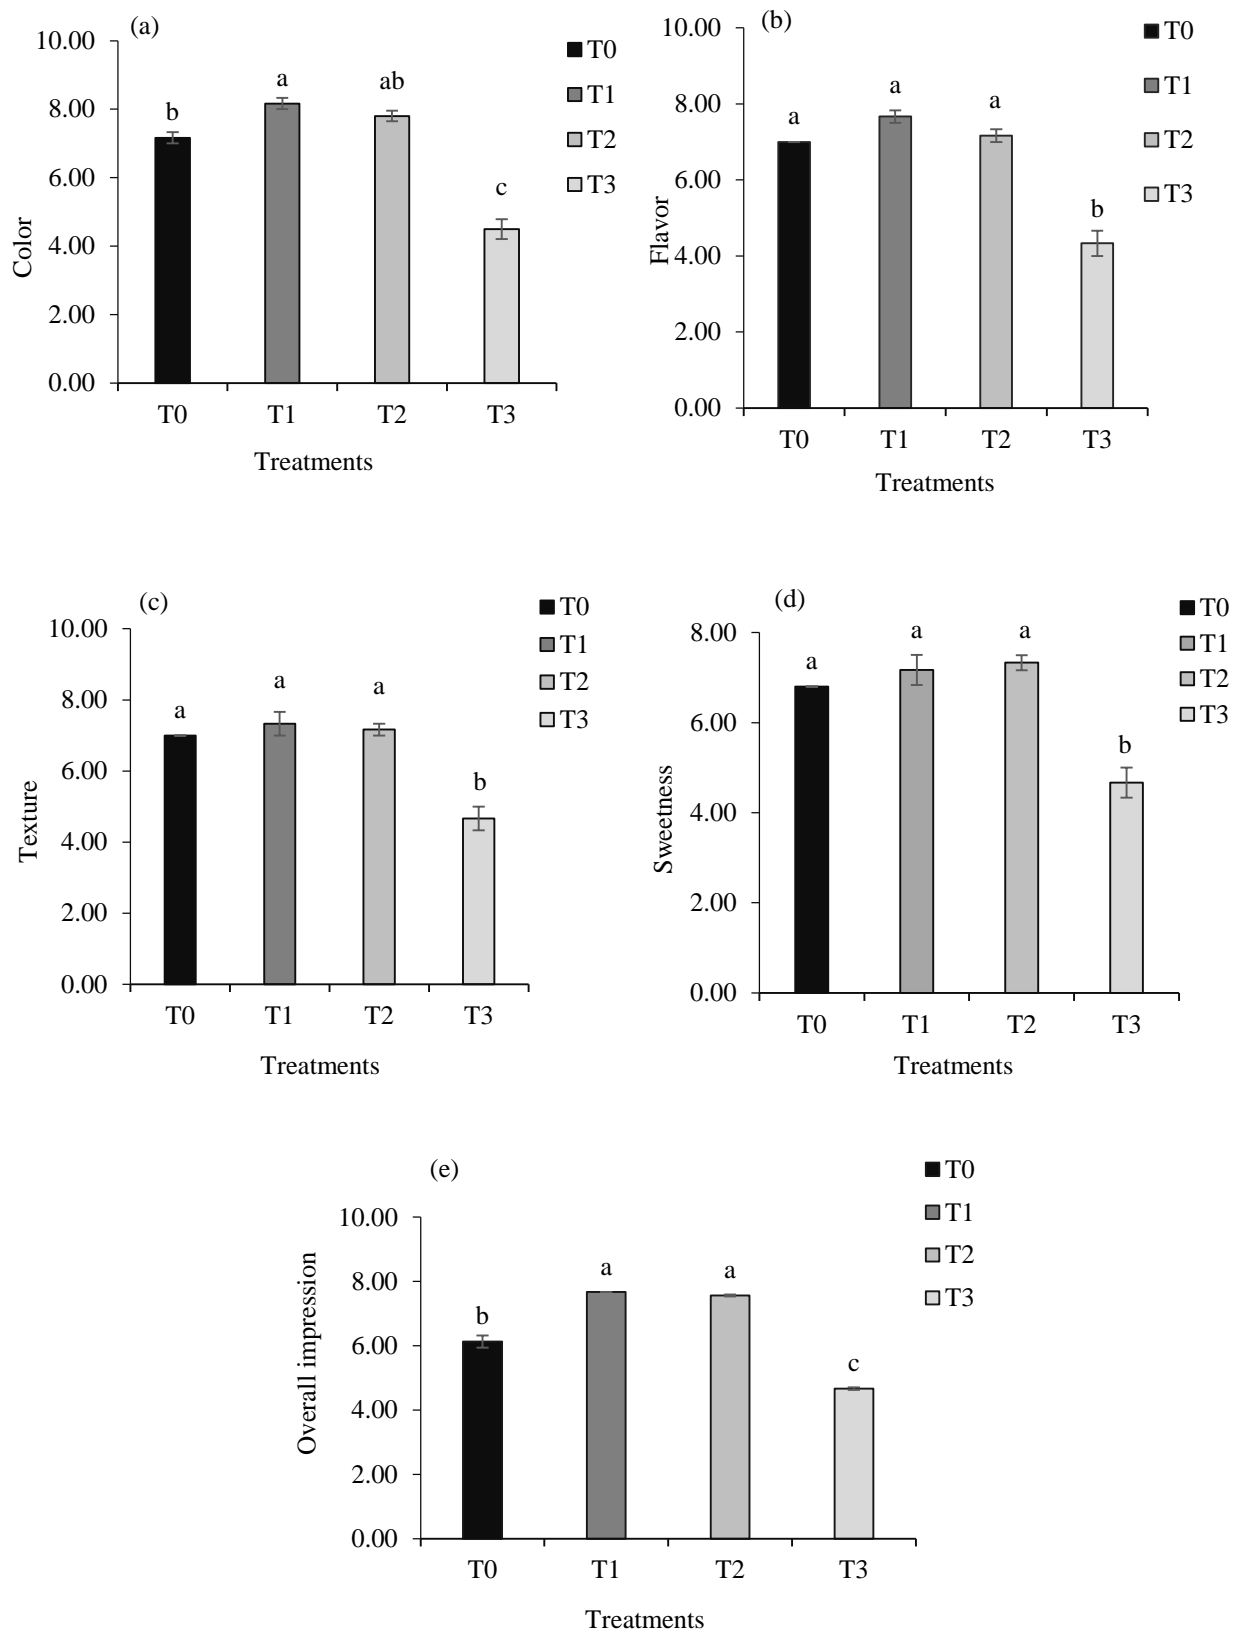 (a)
10.00
8.00
6.00
4.00
2.00
0.00
Color
b
a
ab
c
T0
T1
T2
T3
Treatments
T0
T1
T2
T3
(b)
10.00
8.00
6.00
4.00
2.00
0.00
Flavor
a
a
a
b
T0
T1
T2
T3
Treatments
T0
T1
T2
T3
(c)
10.00
8.00
6.00
4.00
2.00
0.00
Texture
a
a
a
b
T0
T1
T2
T3
Treatments
T0
T1
T2
T3
(d)
8.00
6.00
4.00
2.00
0.00
Sweetness
a
a
a
b
T0
T1
T2
T3
Treatments
T0
T1
T2
T3
(e)
10.00
8.00
6.00
4.00
2.00
0.00
Overall impression
b
a
a
c
T0
T1
T2
T3
Treatments
T0
T1
T2
T3